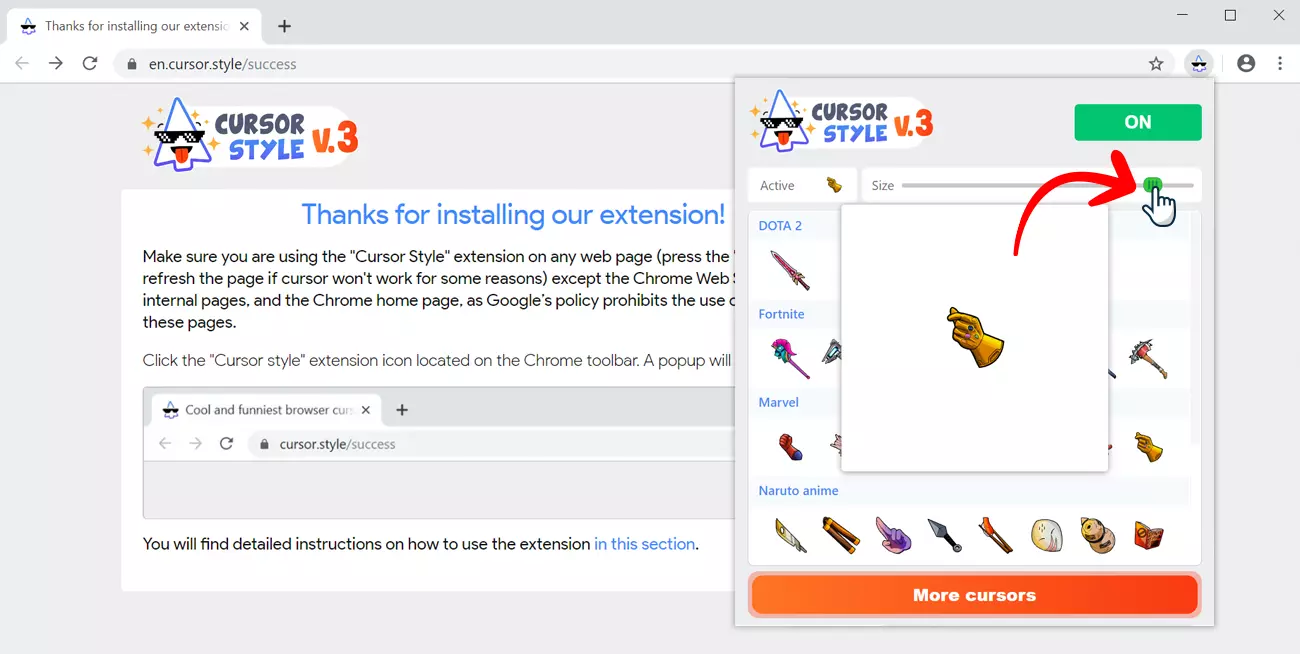 Thanks for installing our extensio
en.cursor.style/success
CURSOR
STYLE
V.3
Thanks for installing our extension!
Make sure you are using the "Cursor Style" extension on any web page (press the
refresh the page if cursor won't work for some reasons) except the Chrome Web
internal pages, and the Chrome home page, as Google's policy prohibits the use
these pages.
Click the "Cursor style" extension icon located on the Chrome toolbar. A popup will
Cool and funniest browser cur
cursor.style/success
You will find detailed instructions on how to use the extension in this section.
CURSOR
STYLE
V.3
ON
Active
Size
DOTA 2
Fortnite
Marvel
Naruto anime
More cursors